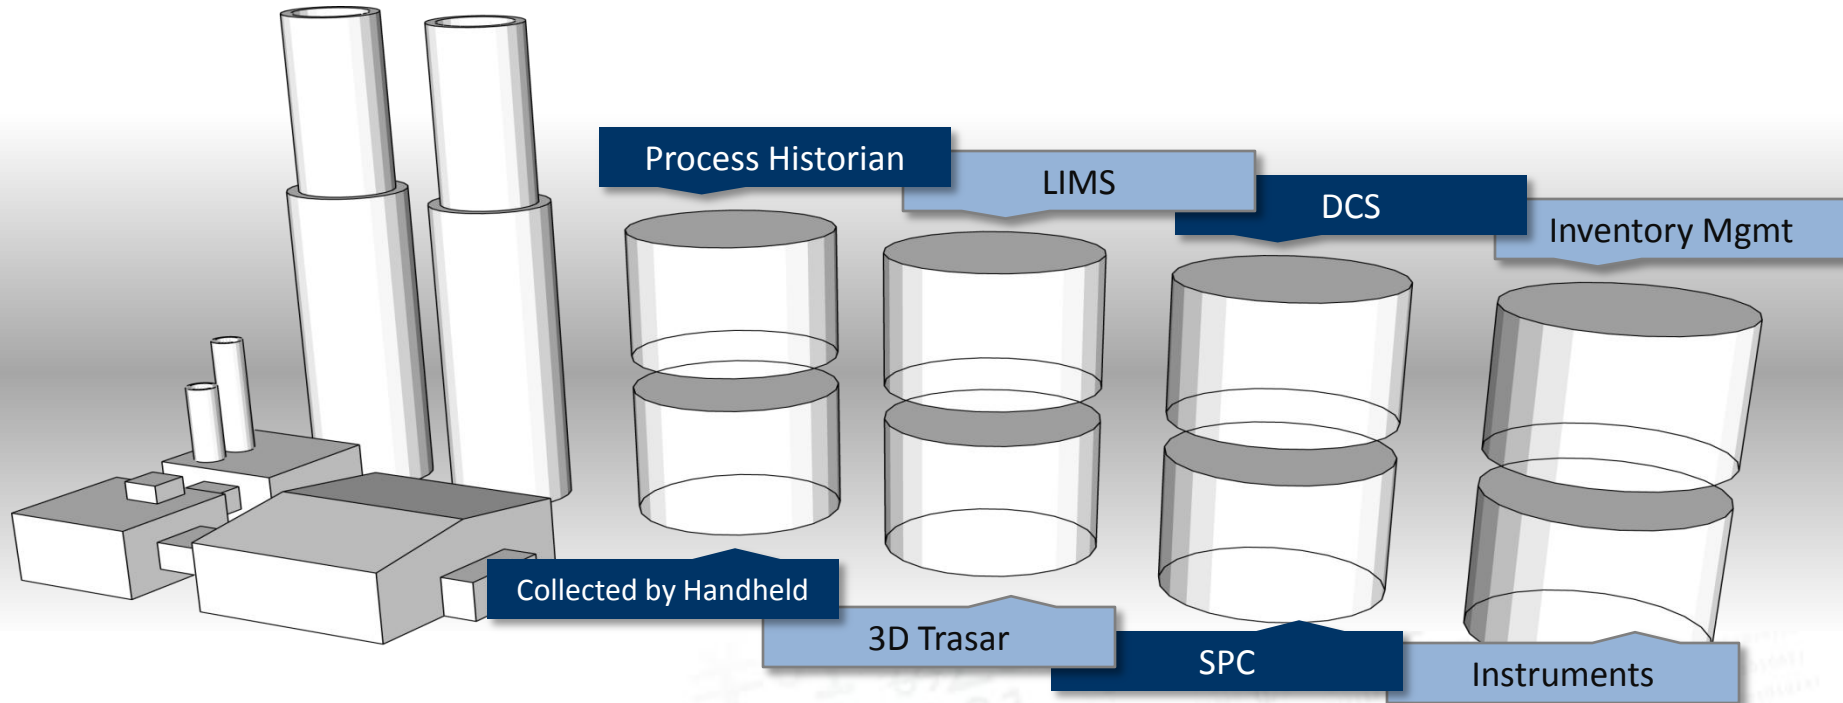 Process Historian
LIMS
DCS
Inventory Mgmt
Collected by Handheld
3D Trasar
SPC
Instruments